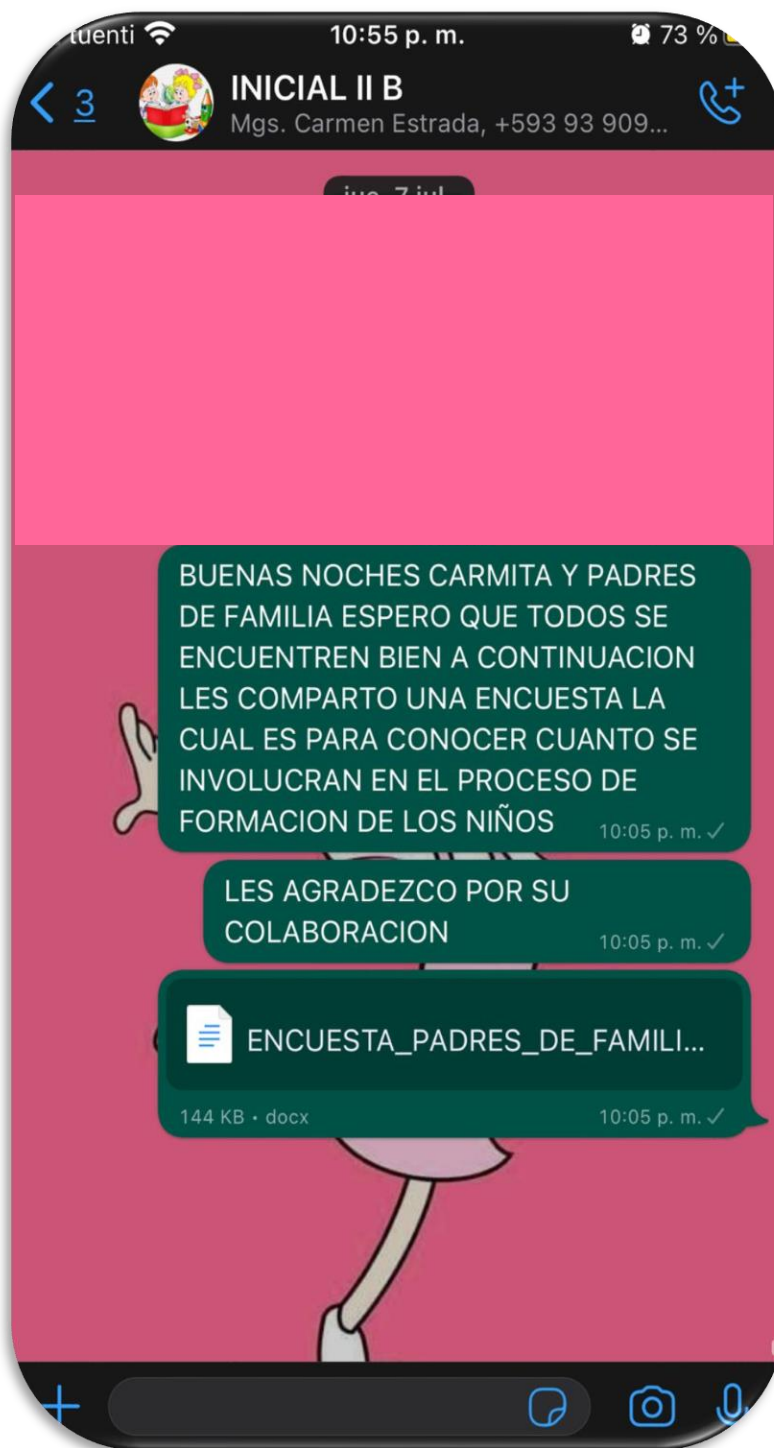 tuenti 10:55 p. m. 73 %
3 INICIAL II B
Mgs. Carmen Estrada, +593 93 909...
jue. 7 jul.
BUENAS NOCHES CARMITA Y PADRES
DE FAMILIA ESPERO QUE TODOS SE
ENCUENTREN BIEN A CONTINUACION
LES COMPARTO UNA ENCUESTA LA
CUAL ES PARA CONOCER CUANTO SE
INVOLUCRAN EN EL PROCESO DE
FORMACION DE LOS NIÑOS 10:05 p. m.
LES AGRADEZCO POR SU
COLABORACION 10:05 p. m.
ENCUESTA_PADRES_DE_FAMILI...
144 KB • docx 10:05 p. m.